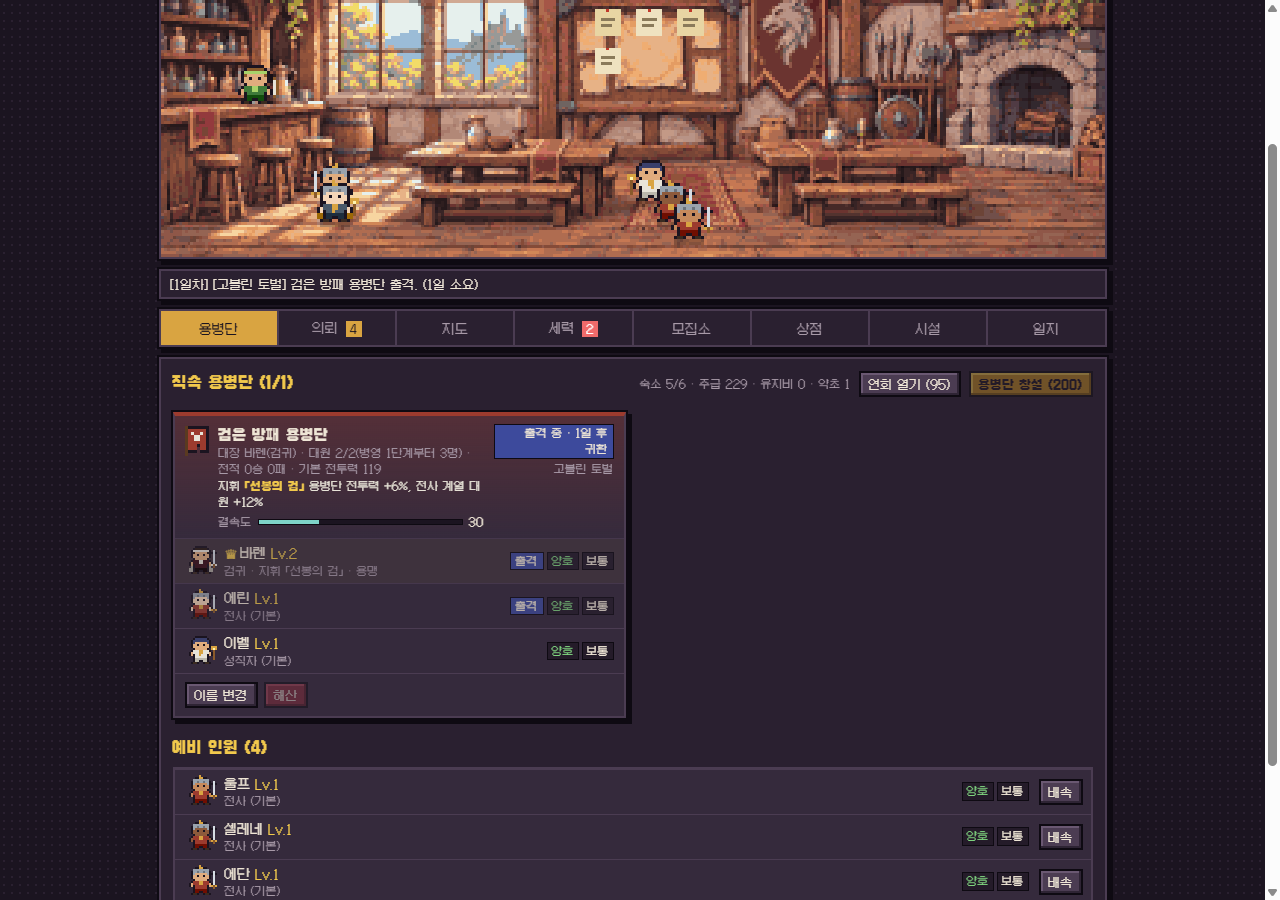 [1일차] [고블린 토벌] 검은 방패 용병단 출격. (1일 소요)
용병단
의뢰 4
지도
세력 2
모집소
상점
시설
일지
직속 용병단 (1/1)
숙소 5/6 · 주급 229 · 유지비 0 · 약초 1
연회 열기 (95)
용병단 창설 (200)
검은 방패 용병단
대장 바렌(검귀) · 대원 2/2(병영 1단계부터 3명) ·
전적 0승 0패 · 기본 전투력 119
지휘 「선봉의 검」 용병단 전투력 +6%, 전사 계열 대
원 +12%
결속도 30
출격 중 · 1일 후
귀환
고블린 토벌
바렌 Lv.2
검귀 · 지휘 「선봉의 검」 · 용맹
출격 양호 보통
에린 Lv.1
전사 (기본)
출격 양호 보통
이벨 Lv.1
성직자 (기본)
양호 보통
이름 변경
해산
예비 인원 (4)
울프 Lv.1
전사 (기본)
양호 보통 배속
셀레네 Lv.1
전사 (기본)
양호 보통 배속
에단 Lv.1
전사 (기본)
양호 보통 배속